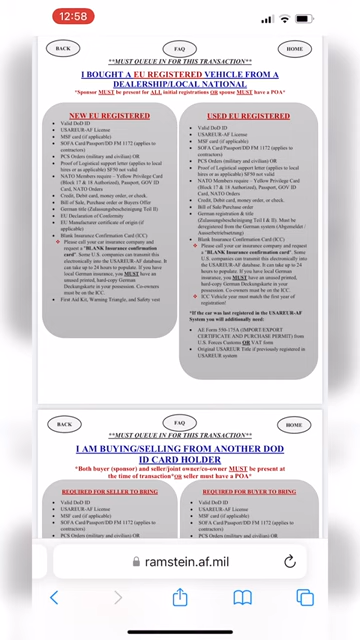 12:58
BACK
FAQ
HOME
**MUST QUEUE IN FOR THIS TRANSACTION**
I BOUGHT A EU REGISTERED VEHICLE FROM A
DEALERSHIP/LOCAL NATIONAL
*Sponsor MUST be present for ALL initial registrations OR spouse MUST have a POA*
NEW EU REGISTERED
• Valid DoD ID
• USAREUR-AF License
• MSF card (if applicable)
• SOFA Card/Passport/DD FM 1172 (applies to
contractors)
• PCS Orders (military and civilian) OR
• Proof of Logistical support letter (applies to local
hires or as applicable) SF50 not valid
• NATO Members require – Yellow Privilege Card
(Block 17 & 18 Authorized), Passport, GOV ID
Card, NATO Orders
• Credit, Debit card, money order, or check.
• Bill of Sale, Purchase or Buyers Offer
• German title (Zulassungsbescheinigung Teil II)
• EU Declaration of Conformity
• EU Manufacturer certificate of origin (if
applicable)
• Blank Insurance Confirmation Card (ICC)
❖ Please call your car insurance company and
request a "BLANK Insurance confirmation
card". Some U.S. companies can transmit this
electronically into the USAREUR-AF database. It
can take up to 24 hours to populate. If you have
local German insurance, you MUST have an
unused printed, hard-copy German
Deckungskarte in your possession. Co-owners
must be on the ICC.
• First Aid Kit, Warning Triangle, and Safety vest
USED EU REGISTERED
• Valid DoD ID
• USAREUR-AF License
• MSF card (if applicable)
• SOFA Card/Passport/DD FM 1172 (applies to
contractors)
• PCS Orders (military and civilian) OR
• Proof of Logistical support letter (applies to local
hires or as applicable) SF50 not valid
• NATO Members require – Yellow Privilege Card
(Block 17 & 18 Authorized), Passport, GOV ID
Card, NATO Orders
• Credit, Debit card, money order, or check.
• Bill of Sale/Purchase order
• German registration & title
(Zulassungsbescheinigung Teil I & II). Must be
deregistered from the German system (Abgemeldet /
Ausserbetriebsetzung)
• Blank Insurance Confirmation Card (ICC)
❖ Please call your car insurance company and request
a "BLANK Insurance confirmation card". Some
U.S. companies can transmit this electronically into
the USAREUR-AF database. It can take up to 24
hours to populate. If you have local German
insurance, you MUST have an unused printed, hard-
copy German Deckungskarte in your possession.
Co-owners must be on the ICC.
❖ ICC Vehicle year must match the first year of
registration!
*If the car was last registered in the USAREUR-AF
System you will additionally need:
• AE Form 550-175A (IMPORT/EXPORT
CERTIFICATE AND PURCHASE PERMIT) from
U.S. Forces Customs OR VAT form
• Original USAREUR Title if previously registered in
USAREUR system
BACK
FAQ
HOME
**MUST QUEUE IN FOR THIS TRANSACTION**
I AM BUYING/SELLING FROM ANOTHER DOD
ID CARD HOLDER
*Both buyer (sponsor) and seller/joint owner/co-owner MUST be present at
the time of transaction*OR seller must have a POA*
REQUIRED FOR SELLER TO BRING
• Valid DoD ID
• USAREUR-AF License
• MSF card (if applicable)
• SOFA Card/Passport/DD FM 1172 (applies to
contractors)
• PCS Orders (military and civilian) OR
REQUIRED FOR BUYER TO BRING
• Valid DoD ID
• USAREUR-AF License
• MSF card (if applicable)
• SOFA Card/Passport/DD FM 1172 (applies to
contractors)
• PCS Orders (military and civilian) OR
ramstein.af.mil